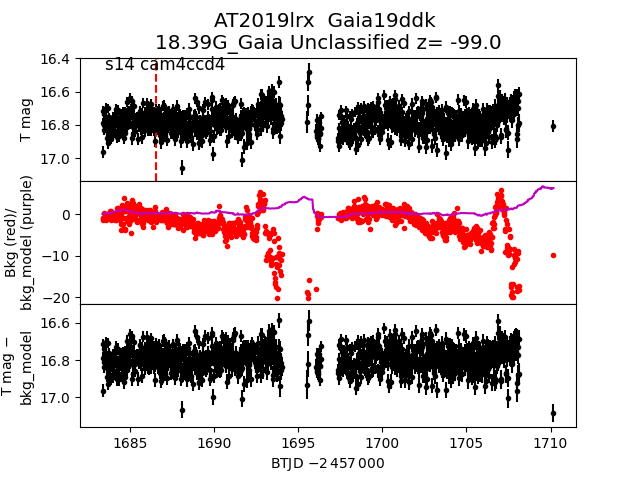 AT2019lrx  Gaia19ddk
18.39G_Gaia Unclassified z= -99.0
s14 cam4ccd4
16.4
16.6
16.8
17.0
T mag
0
−10
−20
Bkg (red)/
bkg_model (purple)
16.6
16.8
17.0
T mag −
bkg_model
1685
1690
1695
1700
1705
1710
BTJD −2 457 000